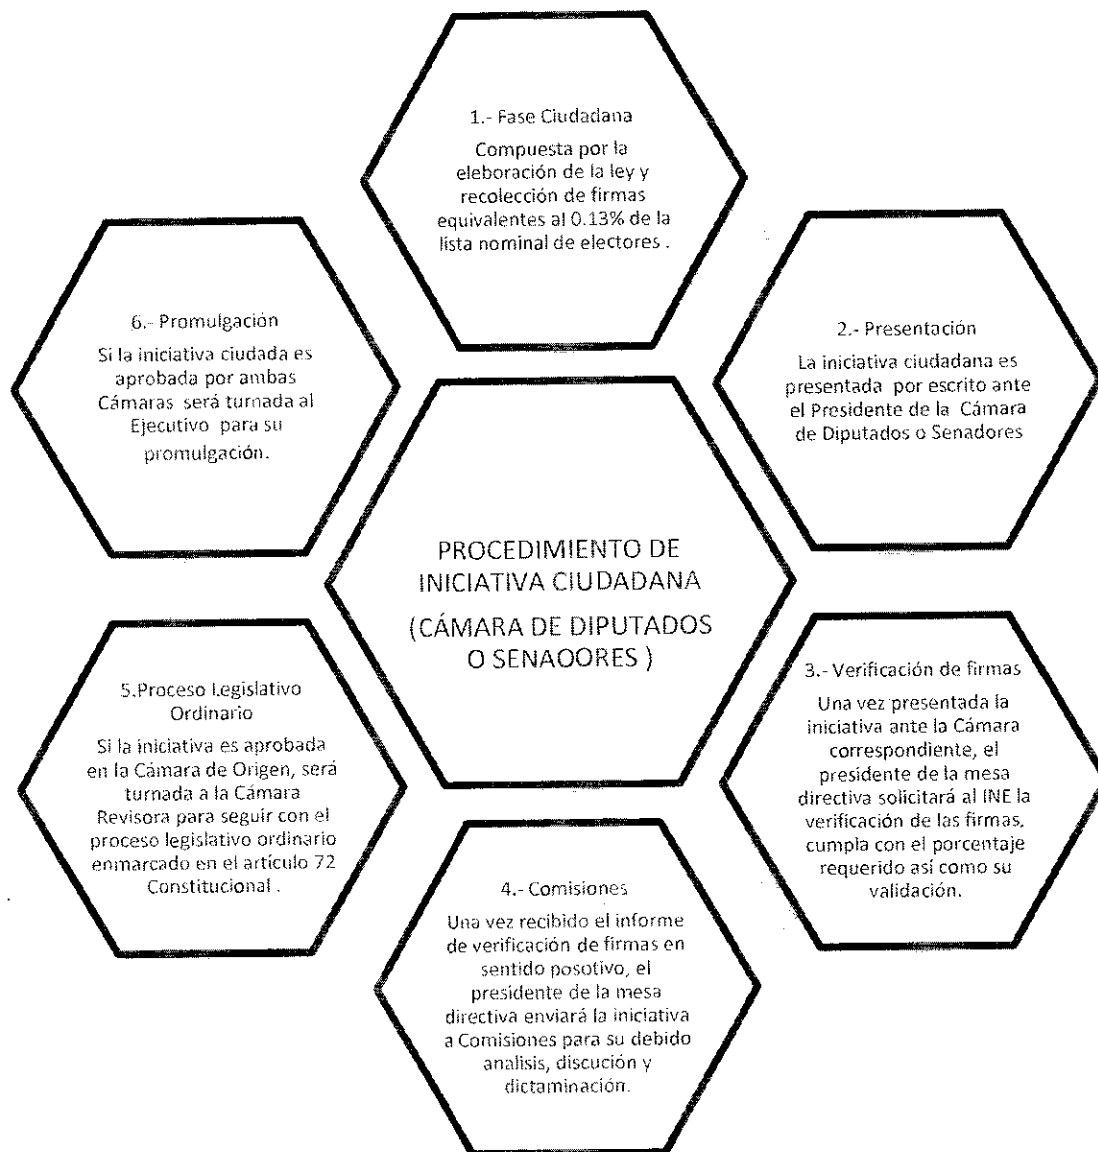 1.- Fase Ciudadana
Compuesta por la
eleboración de la ley y
recolección de firmas
equivalentes al 0.13% de la
lista nominal de electores .
2.- Presentación
La iniciativa ciudadana es
presentada por escrito ante
el Presidente de la Cámara
de Diputados o Senadores
3.- Verificación de firmas
Una vez presentada la
iniciativa ante la Cámara
correspondiente, el
presidente de la mesa
directiva solicitará al INE la
verificación de las firmas,
cumpla con el porcentaje
requerido así como su
validación.
4.- Comisiones
Una vez recibido el informe
de verificación de firmas en
sentido posotivo, el
presidente de la mesa
directiva enviará la iniciativa
a Comisiones para su debido
analisis, discución y
dictaminación.
5.Proceso Legislativo
Ordinario
Si la iniciativa es aprobada
en la Cámara de Origen, será
turnada a la Cámara
Revisora para seguir con el
proceso legislativo ordinario
enmarcado en el artículo 72
Constitucional .
6.- Promulgación
Si la iniciativa ciudada es
aprobada por ambas
Cámaras será turnada al
Ejecutivo para su
promulgación.
PROCEDIMIENTO DE
INICIATIVA CIUDADANA
(CÁMARA DE DIPUTADOS
O SENAOORES )